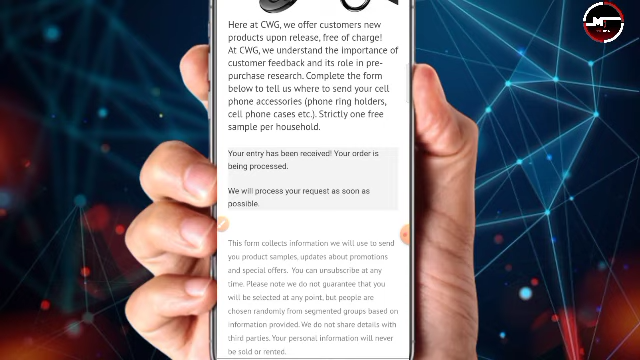 Here at CWG, we offer customers new
products upon release, free of charge!
At CWG, we understand the importance of
customer feedback and its role in pre-
purchase research. Complete the form
below to tell us where to send your cell
phone accessories (phone ring holders,
cell phone cases etc.). Strictly one free
sample per household.
Your entry has been received! Your order is
being processed.
We will process your request as soon as
possible.
This form collects information we will use to send
you product samples, updates about promotions
and special offers. You can unsubscribe at any
time. Please note we do not guarantee that you
will be selected at any point, but people are
chosen randomly from segmented groups based on
information provided. We do not share details with
third parties. Your personal information will never
be sold or rented.